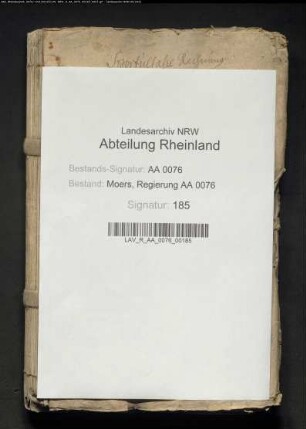 Landesarchiv NRW
Abteilung Rheinland
Bestands-Signatur: AA 0076
Bestand: Moers, Regierung AA 0076
Signatur: 185
LAV_R_AA_0076_00185